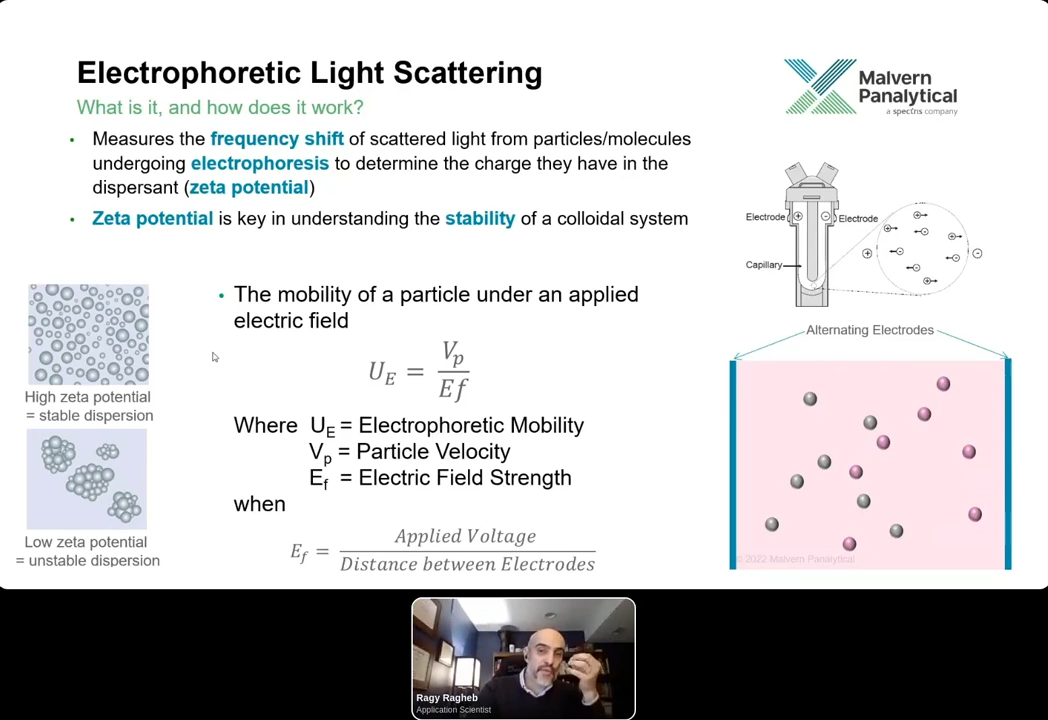 Electrophoretic Light Scattering
What is it, and how does it work?
• Measures the frequency shift of scattered light from particles/molecules
undergoing electrophoresis to determine the charge they have in the
dispersant (zeta potential)
• Zeta potential is key in understanding the stability of a colloidal system
Malvern
Panalytical
a spectris company
Electrode
Electrode
Capillary
Alternating Electrodes
High zeta potential
= stable dispersion
Low zeta potential
= unstable dispersion
• The mobility of a particle under an applied
electric field
U_E = V_p / Ef
Where U_E = Electrophoretic Mobility
V_p = Particle Velocity
E_f = Electric Field Strength
when
E_f = Applied Voltage / Distance between Electrodes
© 2022 Malvern Panalytical
Ragy Ragheb
Application Scientist